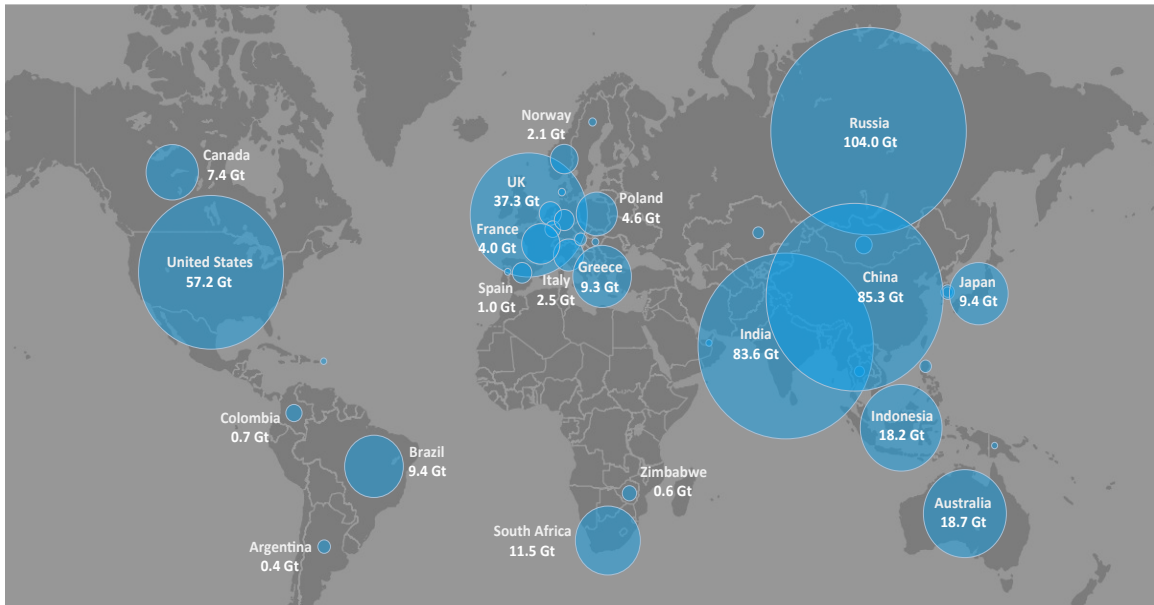 Norway
2.1 Gt
Russia
104.0 Gt
Canada
7.4 Gt
UK
37.3 Gt
Poland
4.6 Gt
France
4.0 Gt
United States
57.2 Gt
Greece
9.3 Gt
Italy
2.5 Gt
Spain
1.0 Gt
China
85.3 Gt
Japan
9.4 Gt
India
83.6 Gt
Colombia
0.7 Gt
Indonesia
18.2 Gt
Brazil
9.4 Gt
Zimbabwe
0.6 Gt
Australia
18.7 Gt
South Africa
11.5 Gt
Argentina
0.4 Gt